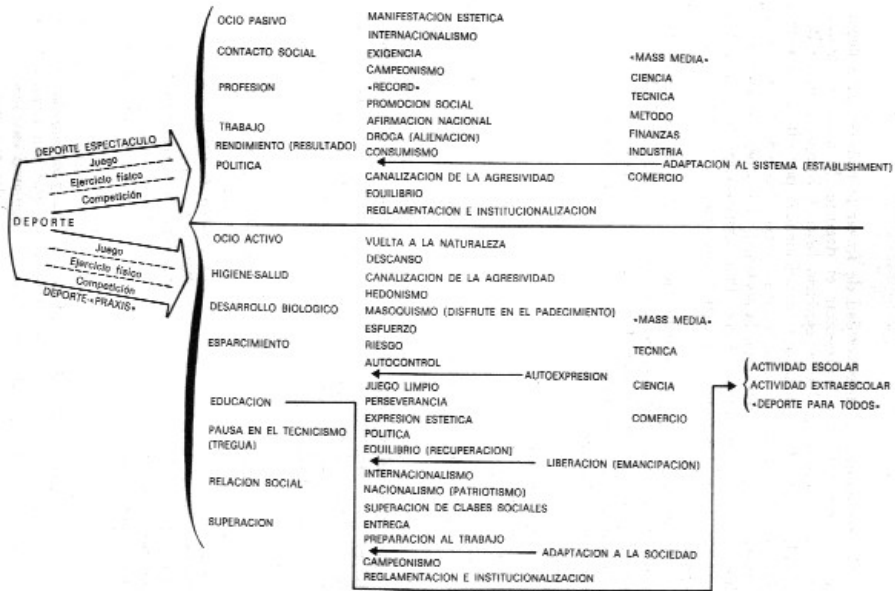 DEPORTE
DEPORTE ESPECTACULO
Juego
Ejercicio físico
Competición
OCIO PASIVO
CONTACTO SOCIAL
PROFESION
TRABAJO
RENDIMIENTO (RESULTADO)
POLITICA
MANIFESTACION ESTETICA
INTERNACIONALISMO
EXIGENCIA
CAMPEONISMO
«RECORD»
PROMOCION SOCIAL
AFIRMACION NACIONAL
DROGA (ALIENACION)
CONSUMISMO
CANALIZACION DE LA AGRESIVIDAD
EQUILIBRIO
REGLAMENTACION E INSTITUCIONALIZACION
«MASS MEDIA»
CIENCIA
TECNICA
METODO
FINANZAS
INDUSTRIA
ADAPTACION AL SISTEMA (ESTABLISHMENT)
COMERCIO
Juego
Ejercicio físico
Competición
DEPORTE-«PRAXIS»
OCIO ACTIVO
HIGIENE-SALUD
DESARROLLO BIOLOGICO
ESPARCIMIENTO
EDUCACION
PAUSA EN EL TECNICISMO
(TREGUA)
RELACION SOCIAL
SUPERACION
VUELTA A LA NATURALEZA
DESCANSO
CANALIZACION DE LA AGRESIVIDAD
HEDONISMO
MASOQUISMO (DISFRUTE EN EL PADECIMIENTO)
ESFUERZO
RIESGO
AUTOCONTROL
AUTOEXPRESION
JUEGO LIMPIO
PERSEVERANCIA
EXPRESION ESTETICA
POLITICA
EQUILIBRIO (RECUPERACION)
LIBERACION (EMANCIPACION)
INTERNACIONALISMO
NACIONALISMO (PATRIOTISMO)
SUPERACION DE CLASES SOCIALES
ENTREGA
PREPARACION AL TRABAJO
ADAPTACION A LA SOCIEDAD
CAMPEONISMO
REGLAMENTACION E INSTITUCIONALIZACION
«MASS MEDIA»
TECNICA
CIENCIA
COMERCIO
ACTIVIDAD ESCOLAR
ACTIVIDAD EXTRAESCOLAR
«DEPORTE PARA TODOS»